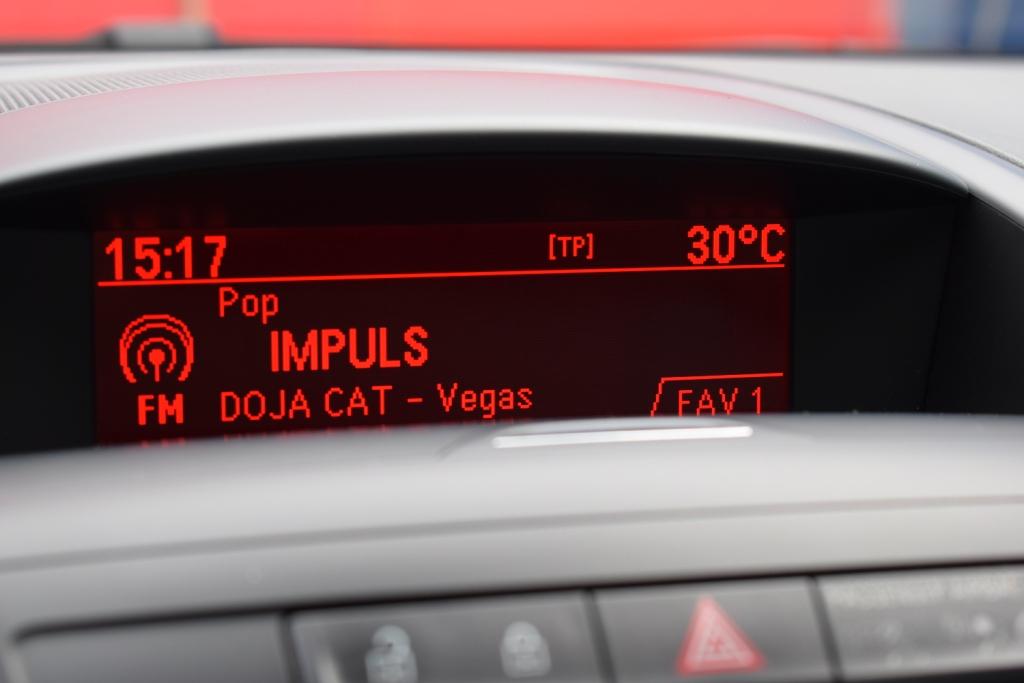 15:17 [TP] 30°C
Pop
IMPULS
FM DOJA CAT - Vegas FAV 1